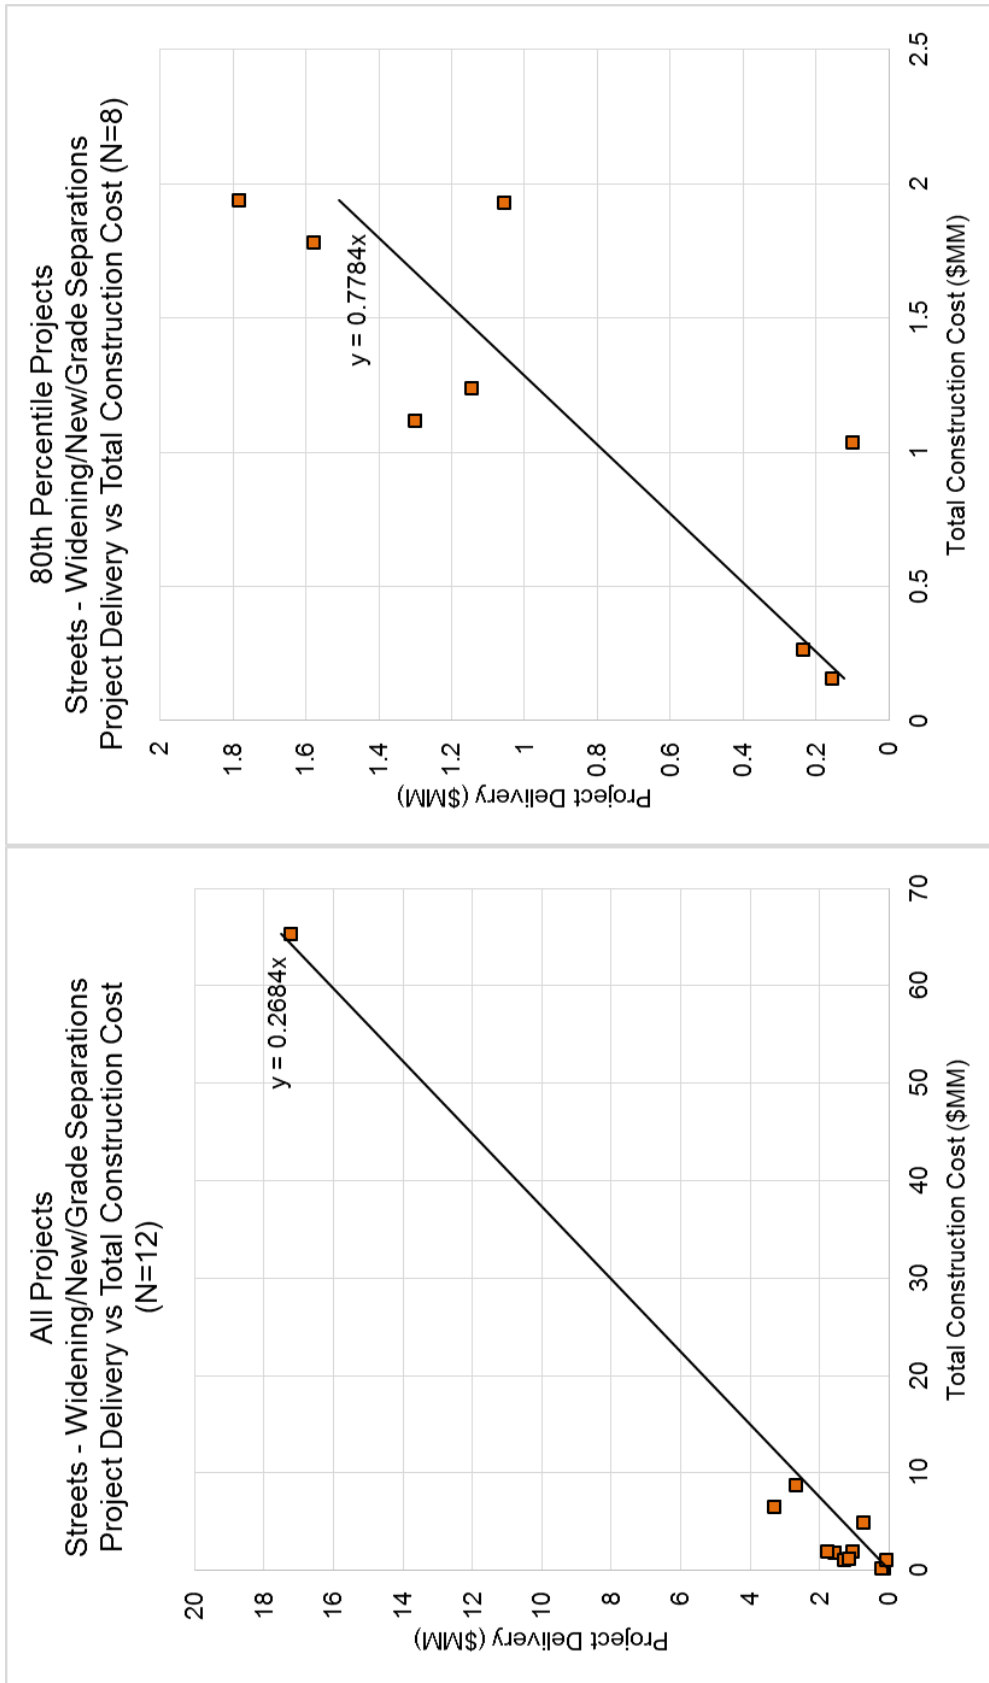 All Projects
Streets - Widening/New/Grade Separations
Project Delivery vs Total Construction Cost
(N=12)
Project Delivery ($MM)
20
18
16
14
12
10
8
6
4
2
0
y = 0.2684x
0
10
20
30
40
50
60
70
Total Construction Cost ($MM)
80th Percentile Projects
Streets - Widening/New/Grade Separations
Project Delivery vs Total Construction Cost (N=8)
Project Delivery ($MM)
2
1.8
1.6
1.4
1.2
1
0.8
0.6
0.4
0.2
0
y = 0.7784x
0
0.5
1
1.5
2
2.5
Total Construction Cost ($MM)